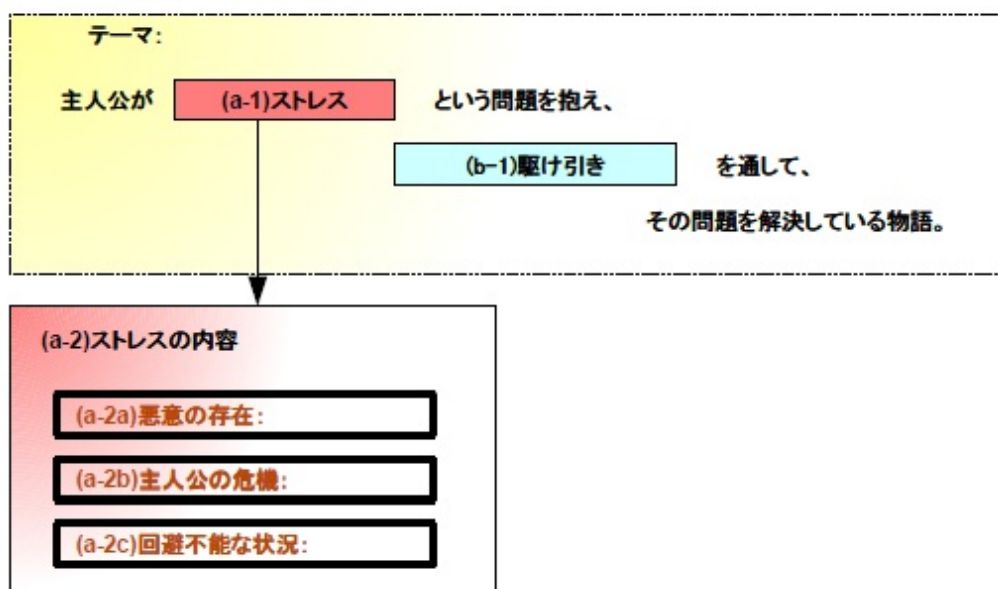 テーマ:
主人公が (a-1)ストレス という問題を抱え、
(b-1)駆け引き を通して、
その問題を解決している物語。
(a-2)ストレスの内容
(a-2a)悪意の存在:
(a-2b)主人公の危機:
(a-2c)回避不能な状況: